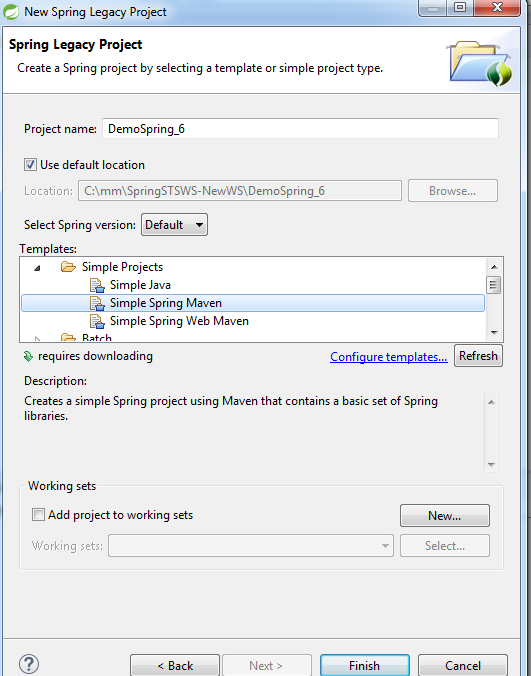 New Spring Legacy Project
Spring Legacy Project
Create a Spring project by selecting a template or simple project type.
Project name: DemoSpring_6
Use default location
Location: C:\mm\SpringSTSWS-NewWS\DemoSpring_6 Browse...
Select Spring version: Default
Templates:
Simple Projects
Simple Java
Simple Spring Maven
Simple Spring Web Maven
Batch
requires downloading Configure templates... Refresh
Description:
Creates a simple Spring project using Maven that contains a basic set of Spring
libraries.
Working sets
Add project to working sets New...
Working sets: Select...
? < Back Next > Finish Cancel